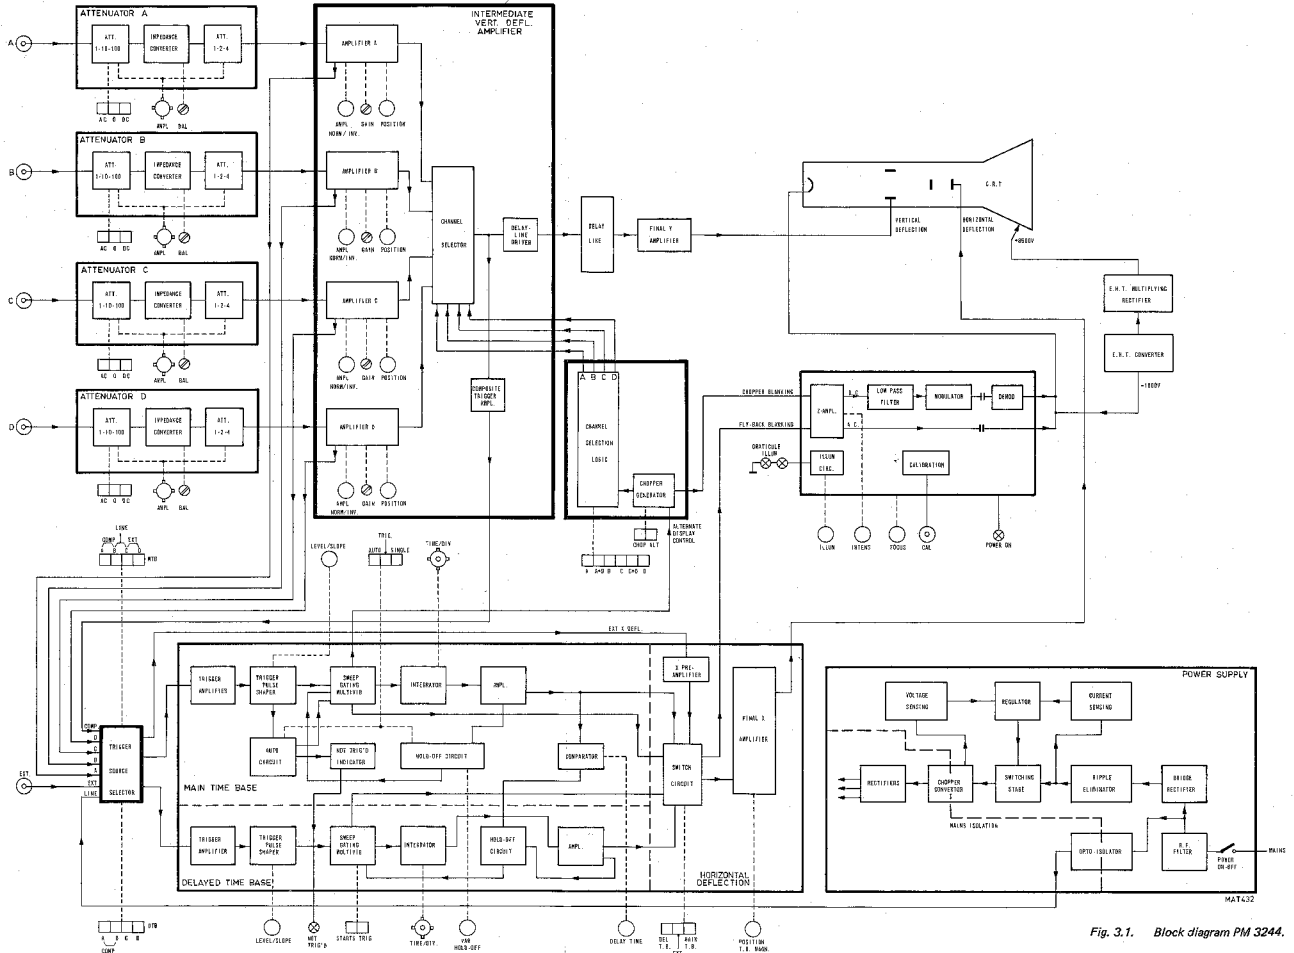 ATTENUATOR A
A
ATT.
1-10-100
IMPEDANCE
CONVERTER
ATT.
1-2-4
AC 0 DC
AMPL
BAL
ATTENUATOR B
B
ATT.
1-10-100
IMPEDANCE
CONVERTER
ATT.
1-2-4
AC 0 DC
AMPL
BAL
ATTENUATOR C
C
ATT.
1-10-100
IMPEDANCE
CONVERTER
ATT.
1-2-4
AC 0 DC
AMPL
BAL
ATTENUATOR D
D
ATT.
1-10-100
IMPEDANCE
CONVERTER
ATT.
1-2-4
AC 0 DC
AMPL
BAL
INTERMEDIATE
VERT. DEFL.
AMPLIFIER
AMPLIFIER A
AMPL
NORM/INV.
GAIN
POSITION
AMPLIFIER B
AMPL
NORM/INV.
GAIN
POSITION
AMPLIFIER C
AMPL
NORM/INV.
GAIN
POSITION
AMPLIFIER D
AMPL
NORM/INV.
GAIN
POSITION
CHANNEL
SELECTOR
COMPOSITE
TRIGGER
AMPL.
DELAY-
LINE
DRIVER
DELAY
LINE
FINAL Y
AMPLIFIER
C.R.T
VERTICAL
DEFLECTION
HORIZONTAL
DEFLECTION
+8500V
E.H.T. MULTIPLYING
RECTIFIER
E.H.T. CONVERTER
-1000V
A B C D
CHANNEL
SELECTION
LOGIC
CHOPPER
GENERATOR
CHOP ALT
ALTERNATE
DISPLAY
CONTROL
A A+B B C C+D D
CHOPPER BLANKING
FLY-BACK BLANKING
Z-AMPL.
D.C.
A.C.
LOW PASS
FILTER
MODULATOR
DEMOD
GRATICULE
ILLUM
ILLUM
CIRC.
CALIBRATION
ILLUM
INTENS
FOCUS
CAL
POWER ON
LINE
COMP EXT
A B C D
MTB
LEVEL/SLOPE
TRIG.
AUTO SINGLE
TIME/DIV
EXT X DEFL.
COMP
D
C
B
A
EXT
LINE
EXT.
TRIGGER
SOURCE
SELECTOR
TRIGGER
AMPLIFIER
TRIGGER
PULSE
SHAPER
SWEEP
GATING
MULTIVIB
INTEGRATOR
AMPL.
X PRE-
AMPLIFIER
FINAL X
AMPLIFIER
AUTO
CIRCUIT
NOT TRIG'D
INDICATOR
HOLD-OFF CIRCUIT
COMPARATOR
SWITCH
CIRCUIT
MAIN TIME BASE
TRIGGER
AMPLIFIER
TRIGGER
PULSE
SHAPER
SWEEP
GATING
MULTIVIB
INTEGRATOR
HOLD-OFF
CIRCUIT
AMPL.
DELAYED TIME BASE
HORIZONTAL
DEFLECTION
A B C D
COMP
DTB
LEVEL/SLOPE
NOT
TRIG'D
STARTS TRIG
TIME/DIV.
VAR
HOLD-OFF
DELAY TIME
DEL
T.B.
MAIN
T.B.
EXT
POSITION
T.B. MAGN.
POWER SUPPLY
VOLTAGE
SENSING
REGULATOR
CURRENT
SENSING
RECTIFIERS
CHOPPER
CONVERTOR
SWITCHING
STAGE
RIPPLE
ELIMINATOR
BRIDGE
RECTIFIER
MAINS ISOLATION
OPTO-ISOLATOR
R.F.
FILTER
POWER
ON-OFF
MAINS
MAT432
Fig. 3.1. Block diagram PM 3244.